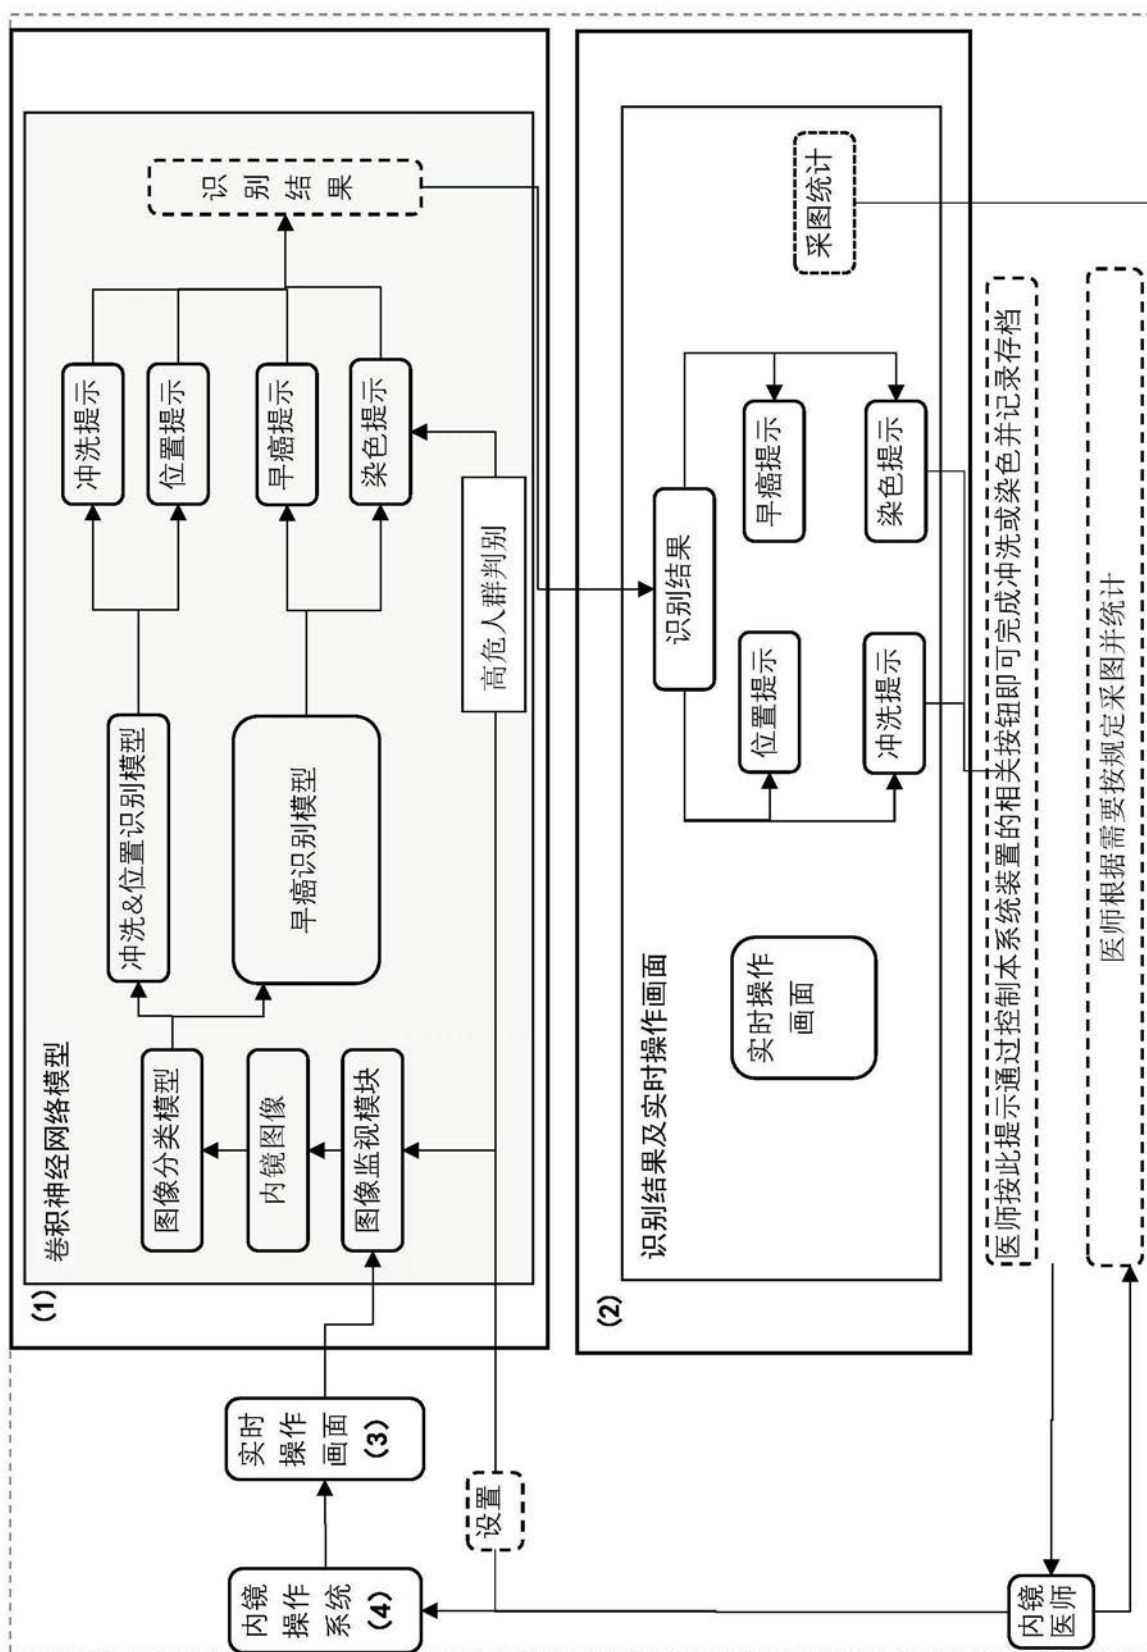 (1)
卷积神经网络模型
图像分类模型
内镜图像
图像监视模块
冲洗&位置识别模型
早癌识别模型
冲洗提示
位置提示
早癌提示
染色提示
识别
结果
高危人群判别
内镜
操作
系统
(4)
实时
操作
画面
(3)
设置
(2)
识别结果及实时操作画面
实时操作
画面
识别结果
位置提示
早癌提示
冲洗提示
染色提示
采图统计
医师按此提示通过控制本系统装置的相关按钮即可完成冲洗或染色并记录存档
医师根据需要按规定采图并统计
内镜
医师